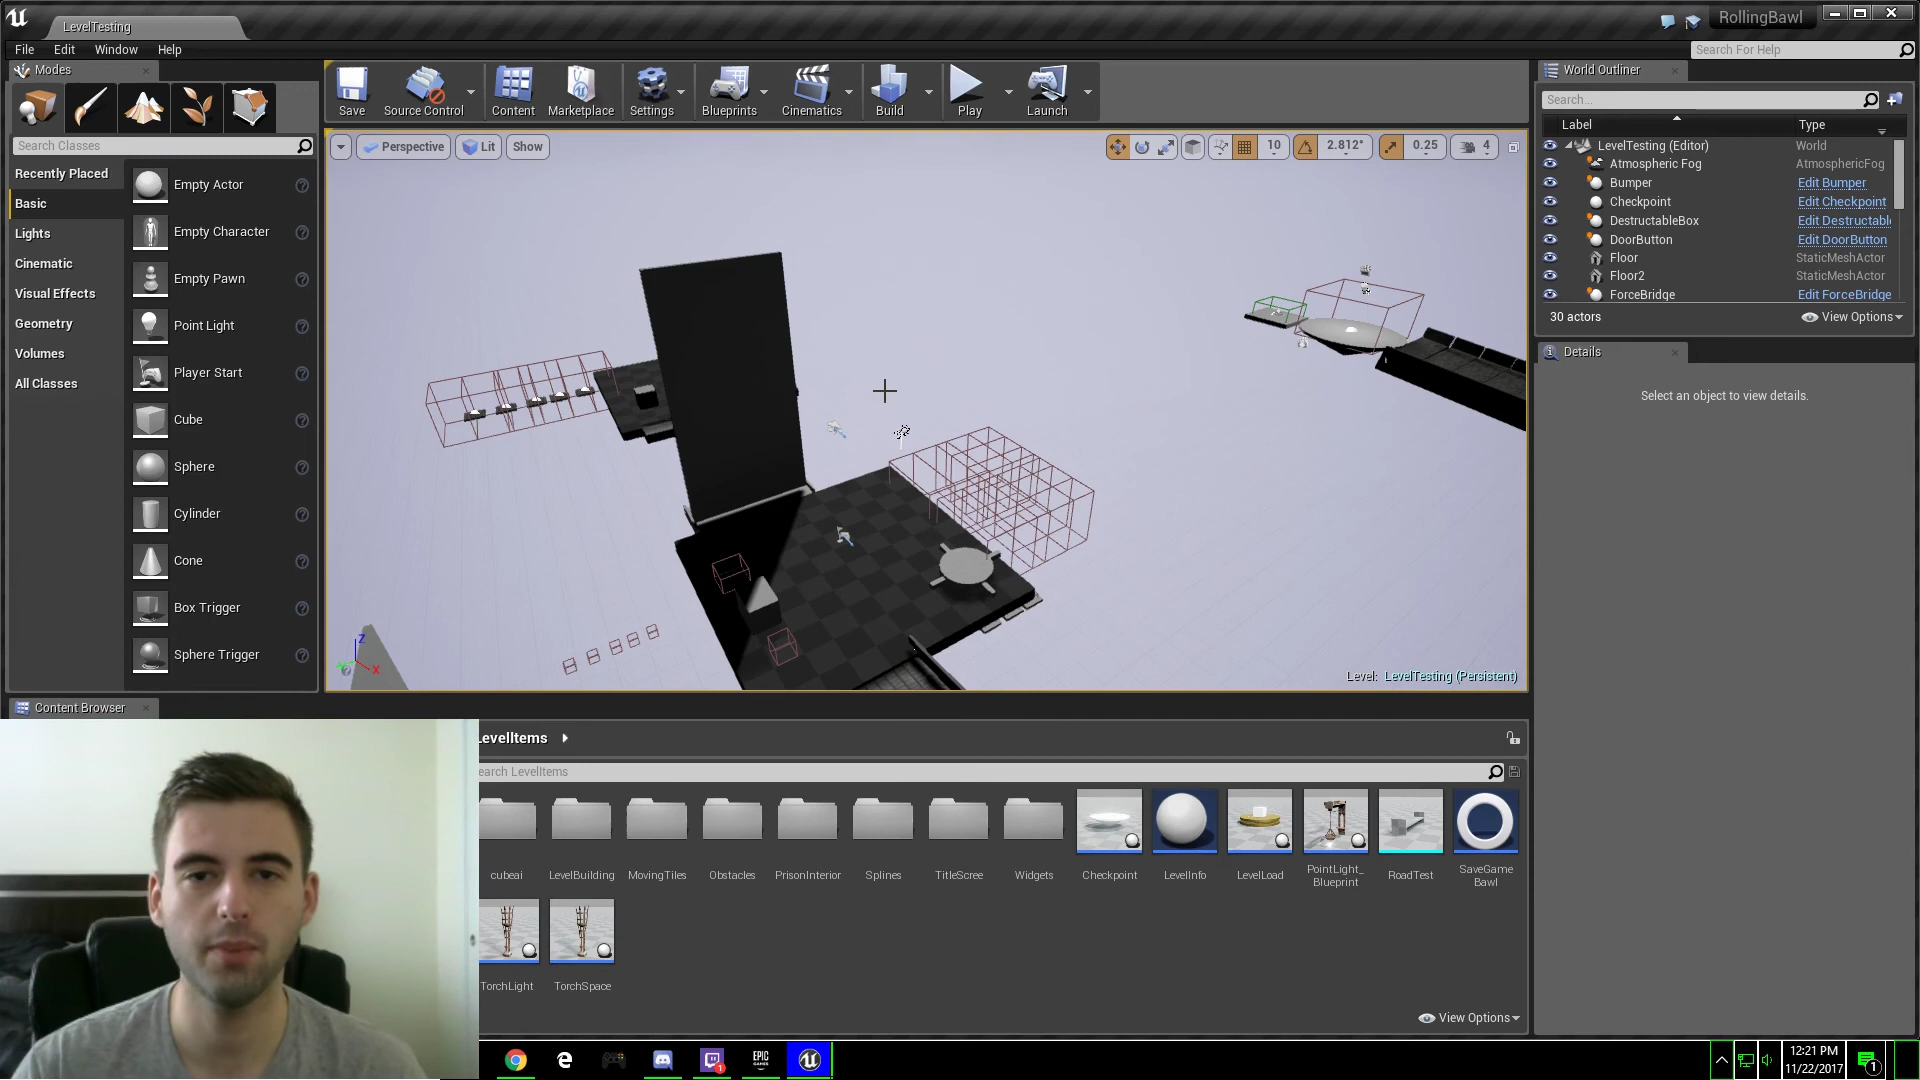 LevelTesting
RollingBawl
File Edit Window Help
Search For Help
Modes
Search Classes
Recently Placed
Basic
Lights
Cinematic
Visual Effects
Geometry
Volumes
All Classes
Empty Actor
Empty Character
Empty Pawn
Point Light
Player Start
Cube
Sphere
Cylinder
Cone
Box Trigger
Sphere Trigger
Save Source Control Content Marketplace Settings Blueprints Cinematics Build Play Launch
Perspective Lit Show
10 2.812° 0.25 4
Z
X
Level: LevelTesting (Persistent)
World Outliner
Search...
Label Type
LevelTesting (Editor) World
Atmospheric Fog AtmosphericFog
Bumper Edit Bumper
Checkpoint Edit Checkpoint
DestructableBox Edit Destructabl
DoorButton Edit DoorButton
Floor StaticMeshActor
Floor2 StaticMeshActor
ForceBridge Edit ForceBridge
30 actors View Options
Details
Select an object to view details.
Content Browser
LevelItems
earch LevelItems
cubeai LevelBuilding MovingTiles Obstacles PrisonInterior Splines TitleScree Widgets Checkpoint LevelInfo LevelLoad PointLight_ RoadTest SaveGame
Blueprint Bawl
TorchLight TorchSpace
View Options
EPIC
GAMES
1
12:21 PM
11/22/2017
1